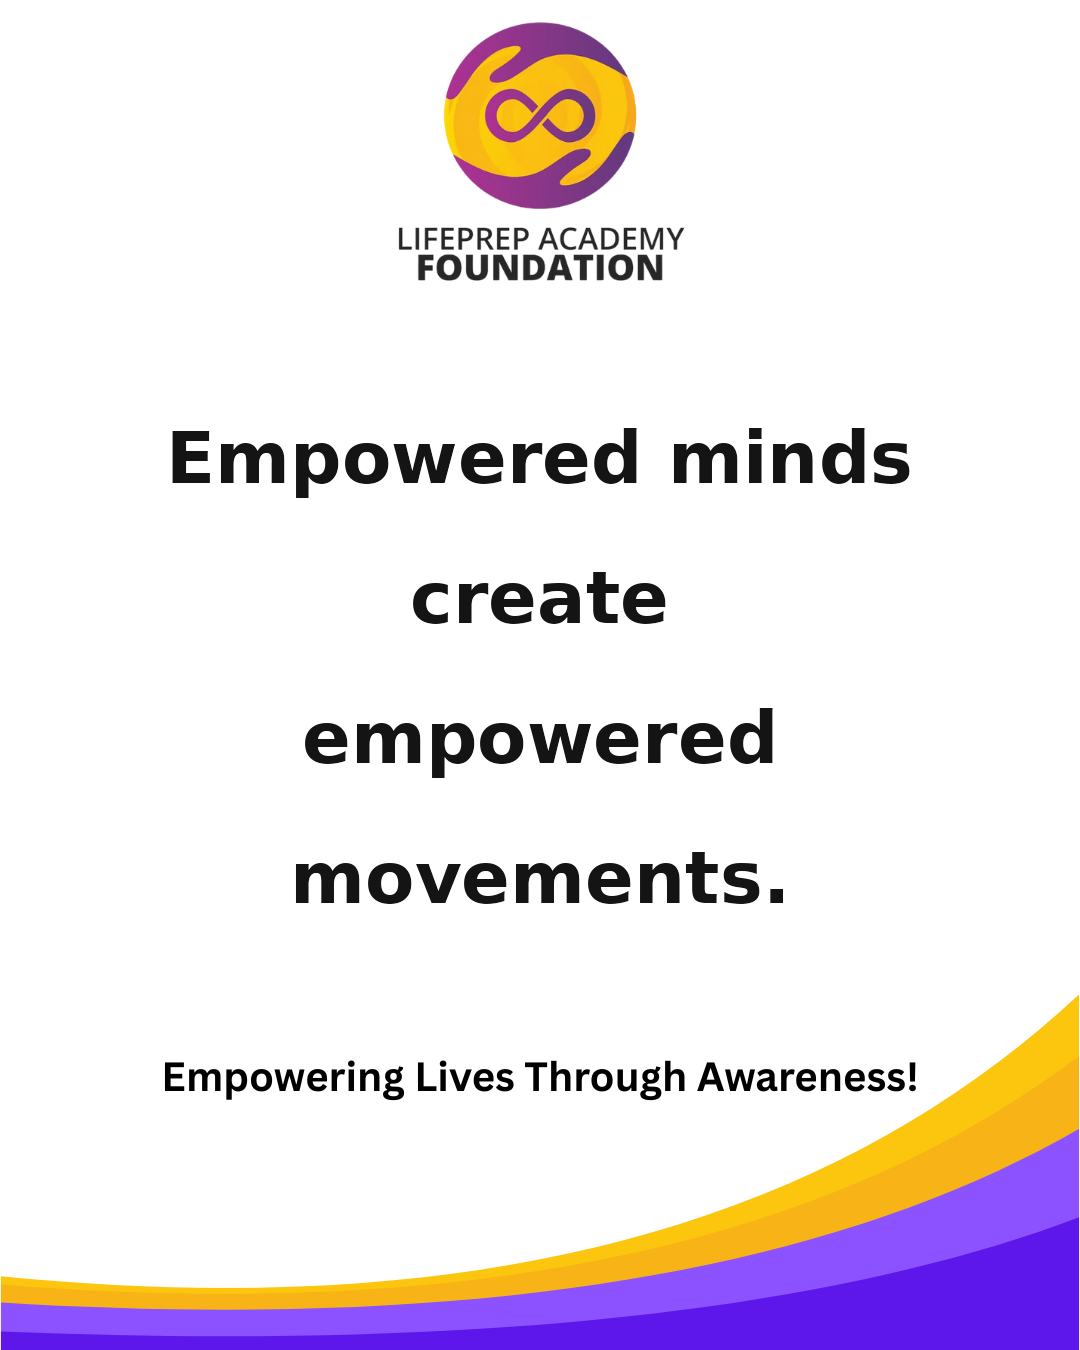 LIFEPREP ACADEMY
FOUNDATION
Empowered minds
create
empowered
movements.
Empowering Lives Through Awareness!